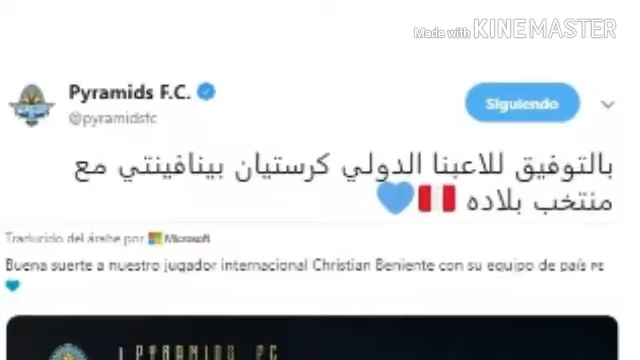 Made with KINEMASTER
Pyramids F.C.
@pyramidsfc
Siguiendo
بالتوفيق للاعبنا الدولي كرستيان بينافينتي مع
منتخب بلاده 🇵🇪💙
Traducido del árabe por Microsoft
Buena suerte a nuestro jugador internacional Christian Beniente con su equipo de país PE
💙
PYRAMIDS FC